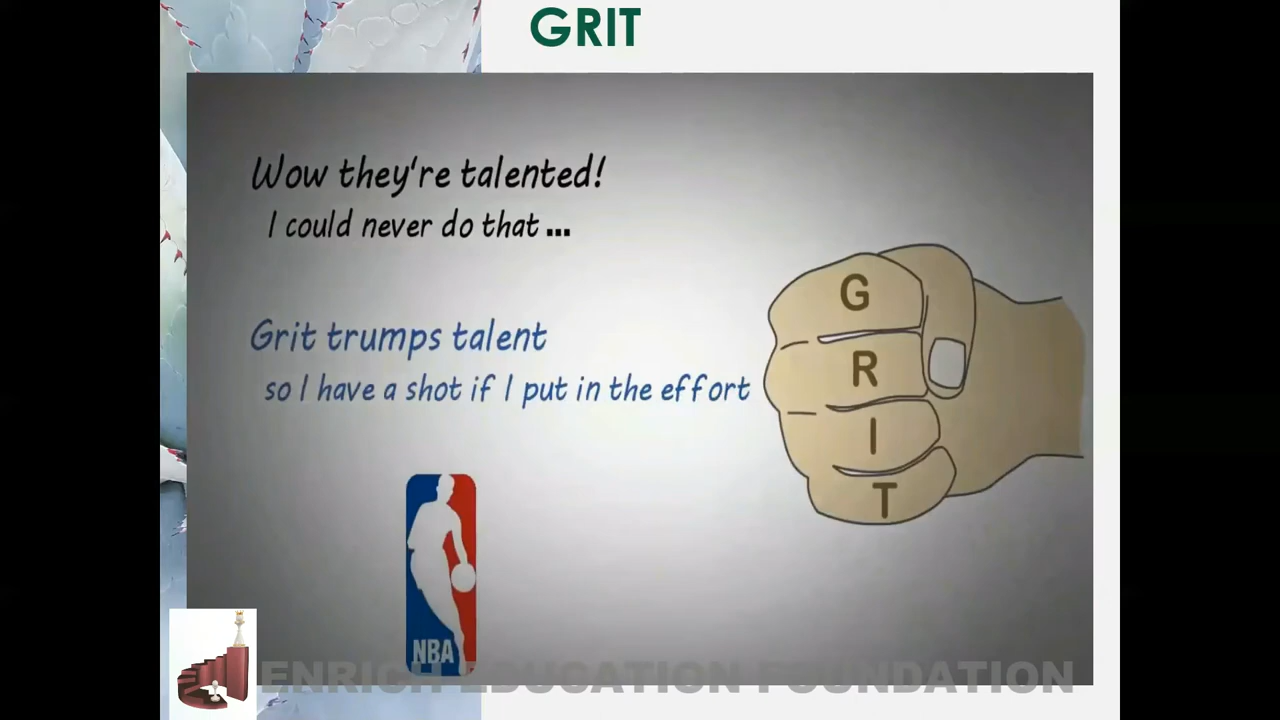 GRIT
Wow they're talented!
I could never do that ...
Grit trumps talent
so I have a shot if I put in the effort
G
R
I
T
NBA
ENRICH EDUCATION FOUNDATION